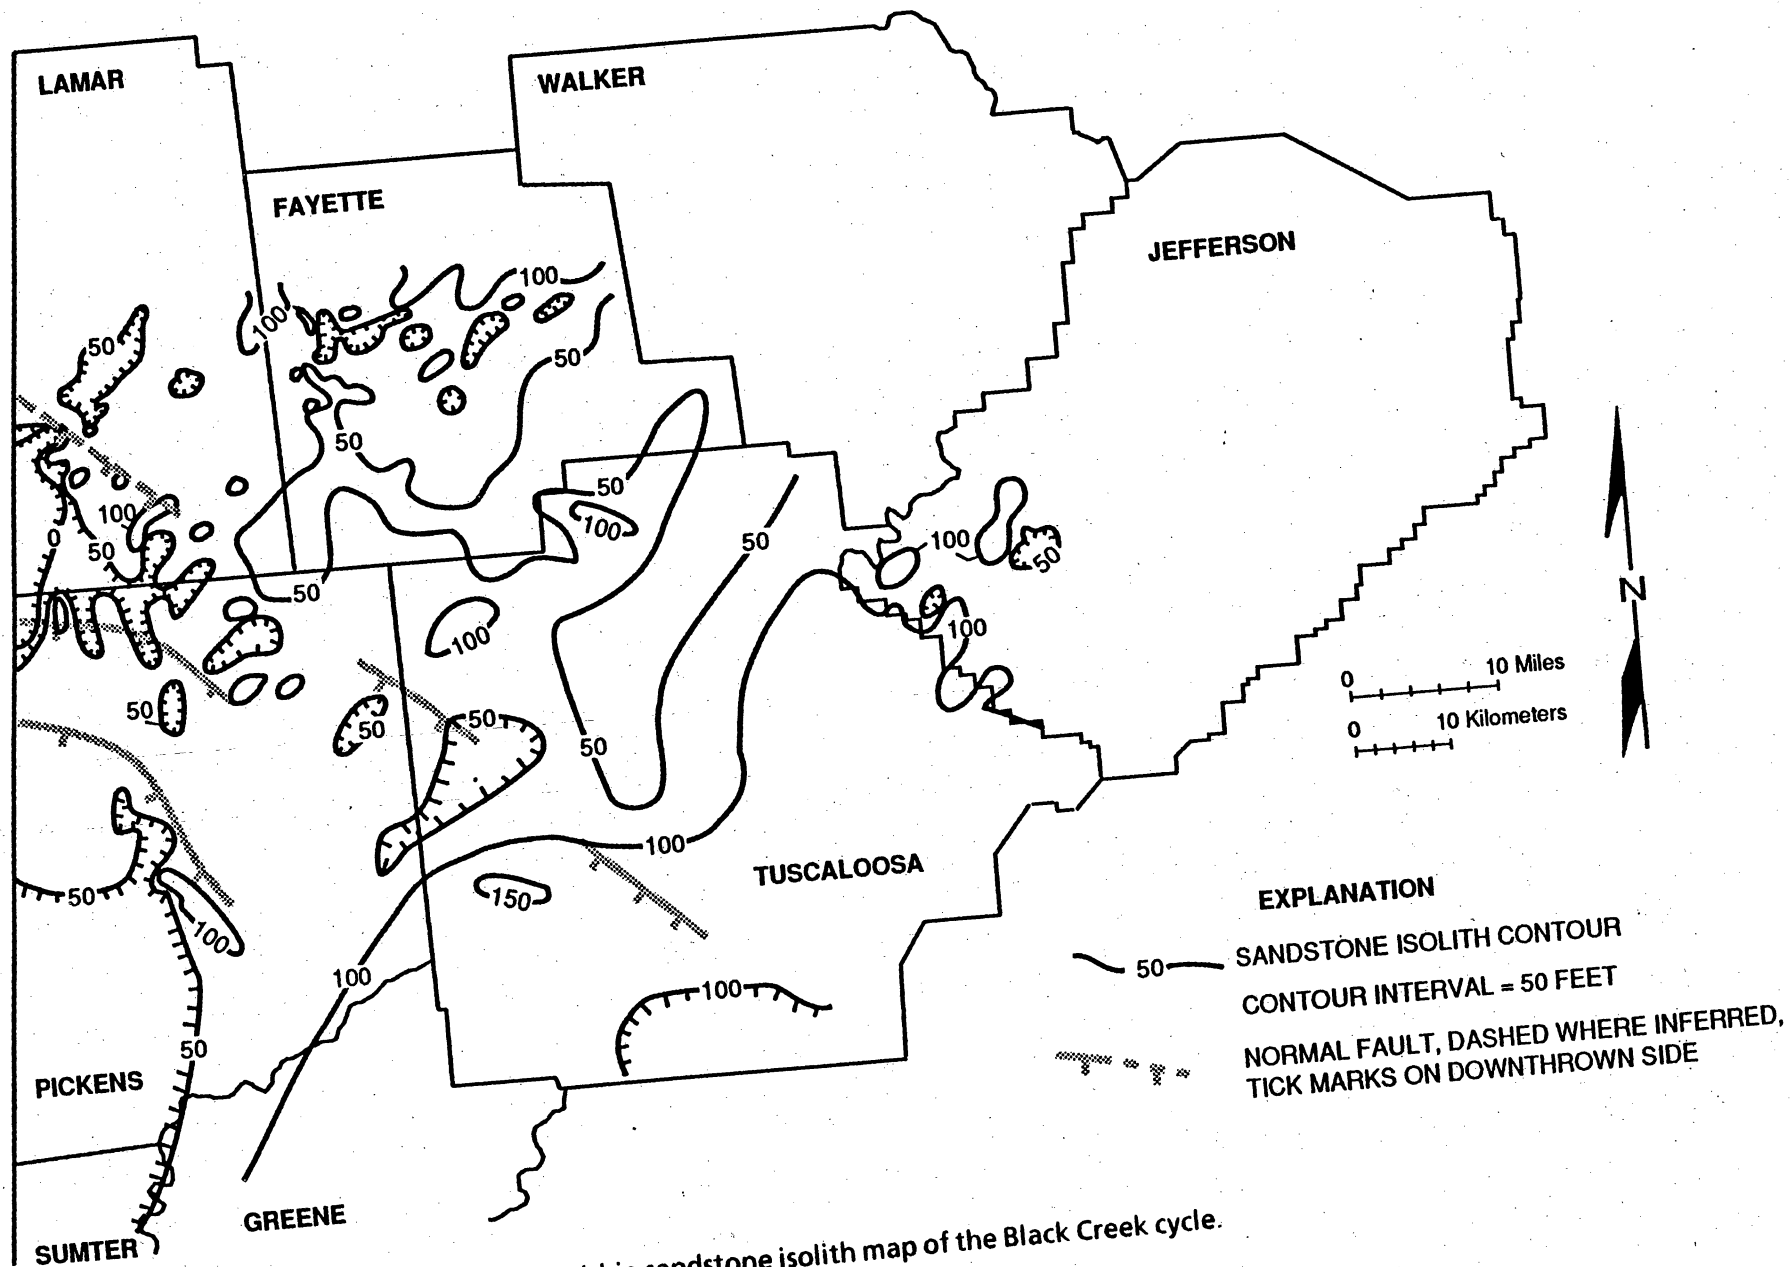 LAMAR
WALKER
FAYETTE
JEFFERSON
100
100
50
50
50
50
100
100
100
50
0
50
50
100
50
100
50
100
50
50
50
50
100
150
50
100
100
100
50
TUSCALOOSA
PICKENS
GREENE
SUMTER
N
0 10 Miles
0 10 Kilometers
EXPLANATION
50 SANDSTONE ISOLITH CONTOUR
CONTOUR INTERVAL = 50 FEET
NORMAL FAULT, DASHED WHERE INFERRED,
TICK MARKS ON DOWNTHROWN SIDE
sandstone isolith map of the Black Creek cycle.